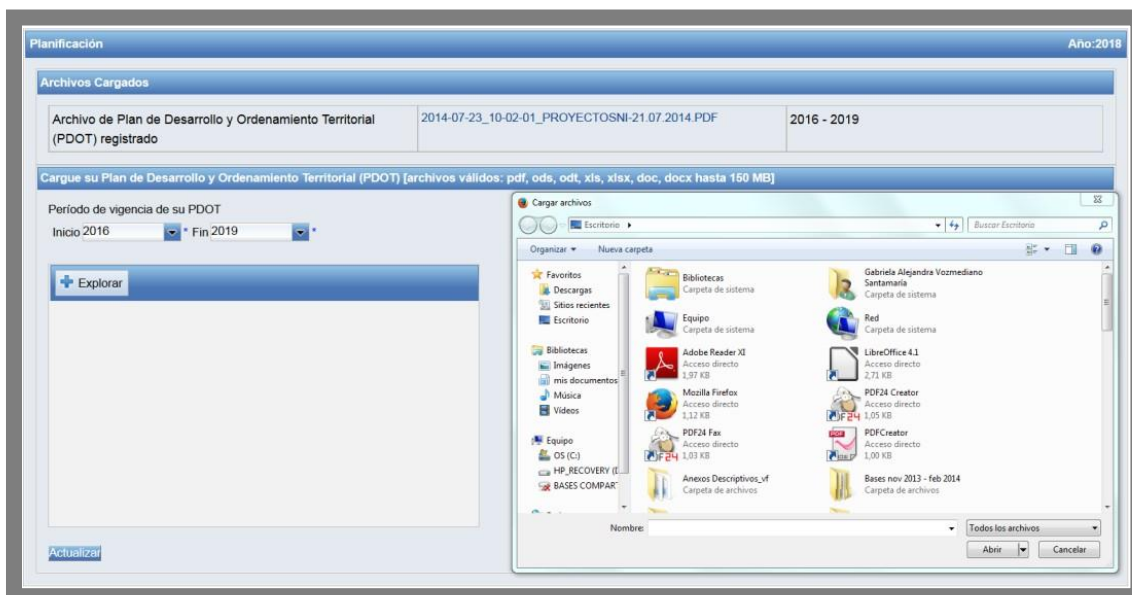 Planificación Año:2018
Archivos Cargados
Archivo de Plan de Desarrollo y Ordenamiento Territorial
(PDOT) registrado
2014-07-23_10-02-01_PROYECTOSNI-21.07.2014.PDF
2016 - 2019
Cargue su Plan de Desarrollo y Ordenamiento Territorial (PDOT) [archivos válidos: pdf, ods, odt, xls, xlsx, doc, docx hasta 150 MB]
Período de vigencia de su PDOT
Inicio 2016 * Fin 2019 *
Explorar
Actualizar
Cargar archivos
Escritorio
Buscar Escritorio
Organizar Nueva carpeta
Favoritos
Descargas
Sitios recientes
Escritorio
Bibliotecas
Imágenes
mis documentos
Música
Vídeos
Equipo
OS (C:)
HP_RECOVERY (D
BASES COMPAR
Bibliotecas
Carpeta de sistema
Gabriela Alejandra Vozmediano
Santamaría
Carpeta de sistema
Equipo
Carpeta de sistema
Red
Carpeta de sistema
Adobe Reader XI
Acceso directo
1,97 KB
LibreOffice 4.1
Acceso directo
2,71 KB
Mozilla Firefox
Acceso directo
1,12 KB
PDF24 Creator
Acceso directo
1,05 KB
PDF24 Fax
Acceso directo
1,03 KB
PDFCreator
Acceso directo
1,00 KB
Anexos Descriptivos_vf
Carpeta de archivos
Bases nov 2013 - feb 2014
Carpeta de archivos
Nombre:
Todos los archivos
Abrir Cancelar